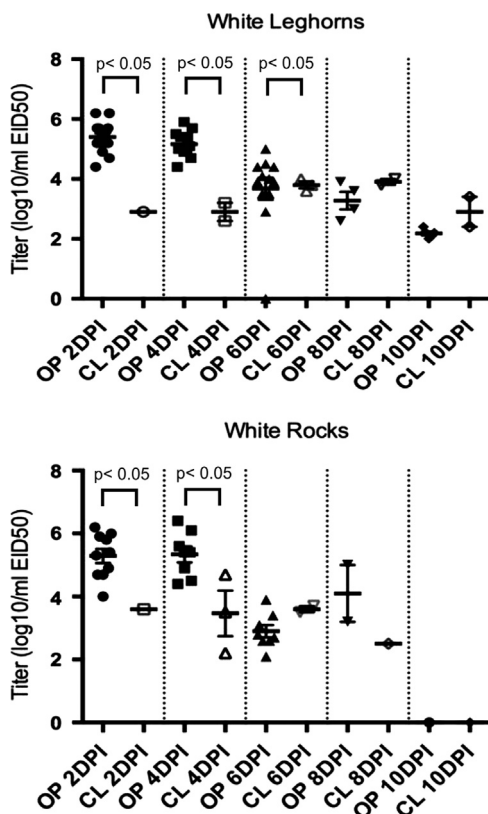 White Leghorns
p< 0.05
p< 0.05
p< 0.05
Titer (log10/ml EID50)
8
6
4
2
0
OP 2DPI
CL 2DPI
OP 4DPI
CL 4DPI
OP 6DPI
CL 6DPI
OP 8DPI
CL 8DPI
OP 10DPI
CL 10DPI
White Rocks
p< 0.05
p< 0.05
Titer (log10/ml EID50)
8
6
4
2
0
OP 2DPI
CL 2DPI
OP 4DPI
CL 4DPI
OP 6DPI
CL 6DPI
OP 8DPI
CL 8DPI
OP 10DPI
CL 10DPI